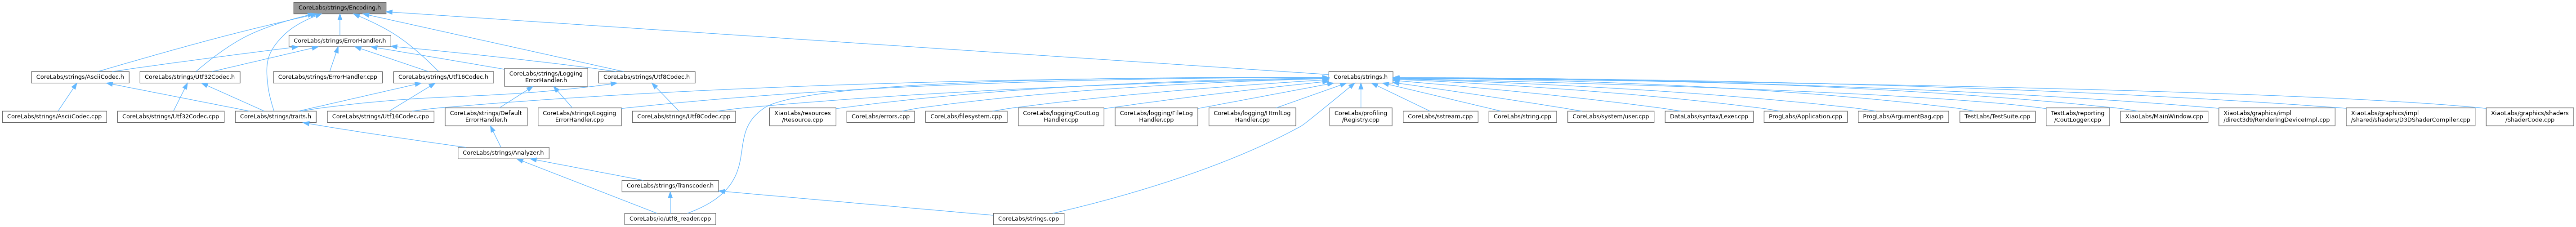 CoreLabs/strings/Encoding.h
CoreLabs/strings/ErrorHandler.h
CoreLabs/strings/AsciiCodec.h
CoreLabs/strings/Utf32Codec.h
CoreLabs/strings/ErrorHandler.cpp
CoreLabs/strings/Utf16Codec.h
CoreLabs/strings/Logging
ErrorHandler.h
CoreLabs/strings/Utf8Codec.h
CoreLabs/strings.h
CoreLabs/strings/AsciiCodec.cpp
CoreLabs/strings/Utf32Codec.cpp
CoreLabs/strings/traits.h
CoreLabs/strings/Utf16Codec.cpp
CoreLabs/strings/Default
ErrorHandler.h
CoreLabs/strings/Logging
ErrorHandler.cpp
CoreLabs/strings/Utf8Codec.cpp
XiaoLabs/resources
/Resource.cpp
CoreLabs/errors.cpp
CoreLabs/filesystem.cpp
CoreLabs/logging/CoutLog
Handler.cpp
CoreLabs/logging/FileLog
Handler.cpp
CoreLabs/logging/HtmlLog
Handler.cpp
CoreLabs/profiling
/Registry.cpp
CoreLabs/sstream.cpp
CoreLabs/string.cpp
CoreLabs/system/user.cpp
DataLabs/syntax/Lexer.cpp
ProgLabs/Application.cpp
ProgLabs/ArgumentBag.cpp
TestLabs/TestSuite.cpp
TestLabs/reporting
/CoutLogger.cpp
XiaoLabs/MainWindow.cpp
XiaoLabs/graphics/impl
/direct3d9/RenderingDeviceImpl.cpp
XiaoLabs/graphics/impl
/shared/shaders/D3DShaderCompiler.cpp
XiaoLabs/graphics/shaders
/ShaderCode.cpp
CoreLabs/strings/Analyzer.h
CoreLabs/strings/Transcoder.h
CoreLabs/io/utf8_reader.cpp
CoreLabs/strings.cpp